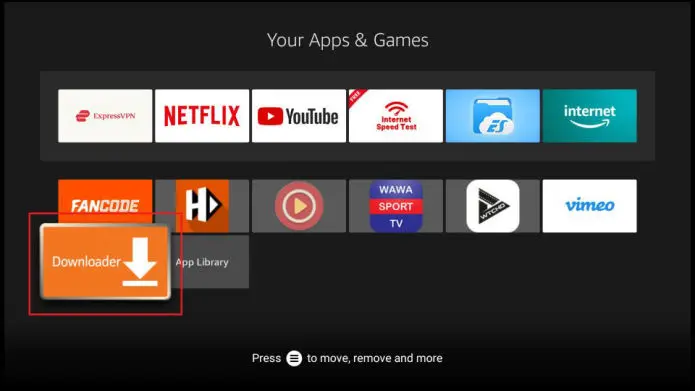 Your Apps & Games
ExpressVPN
NETFLIX
YouTube
FREE
Internet
Speed Test
ES
internet
FANCODE
H
WAWA
SPORT
TV
WTCHD
vimeo
Downloader
App Library
Press to move, remove and more